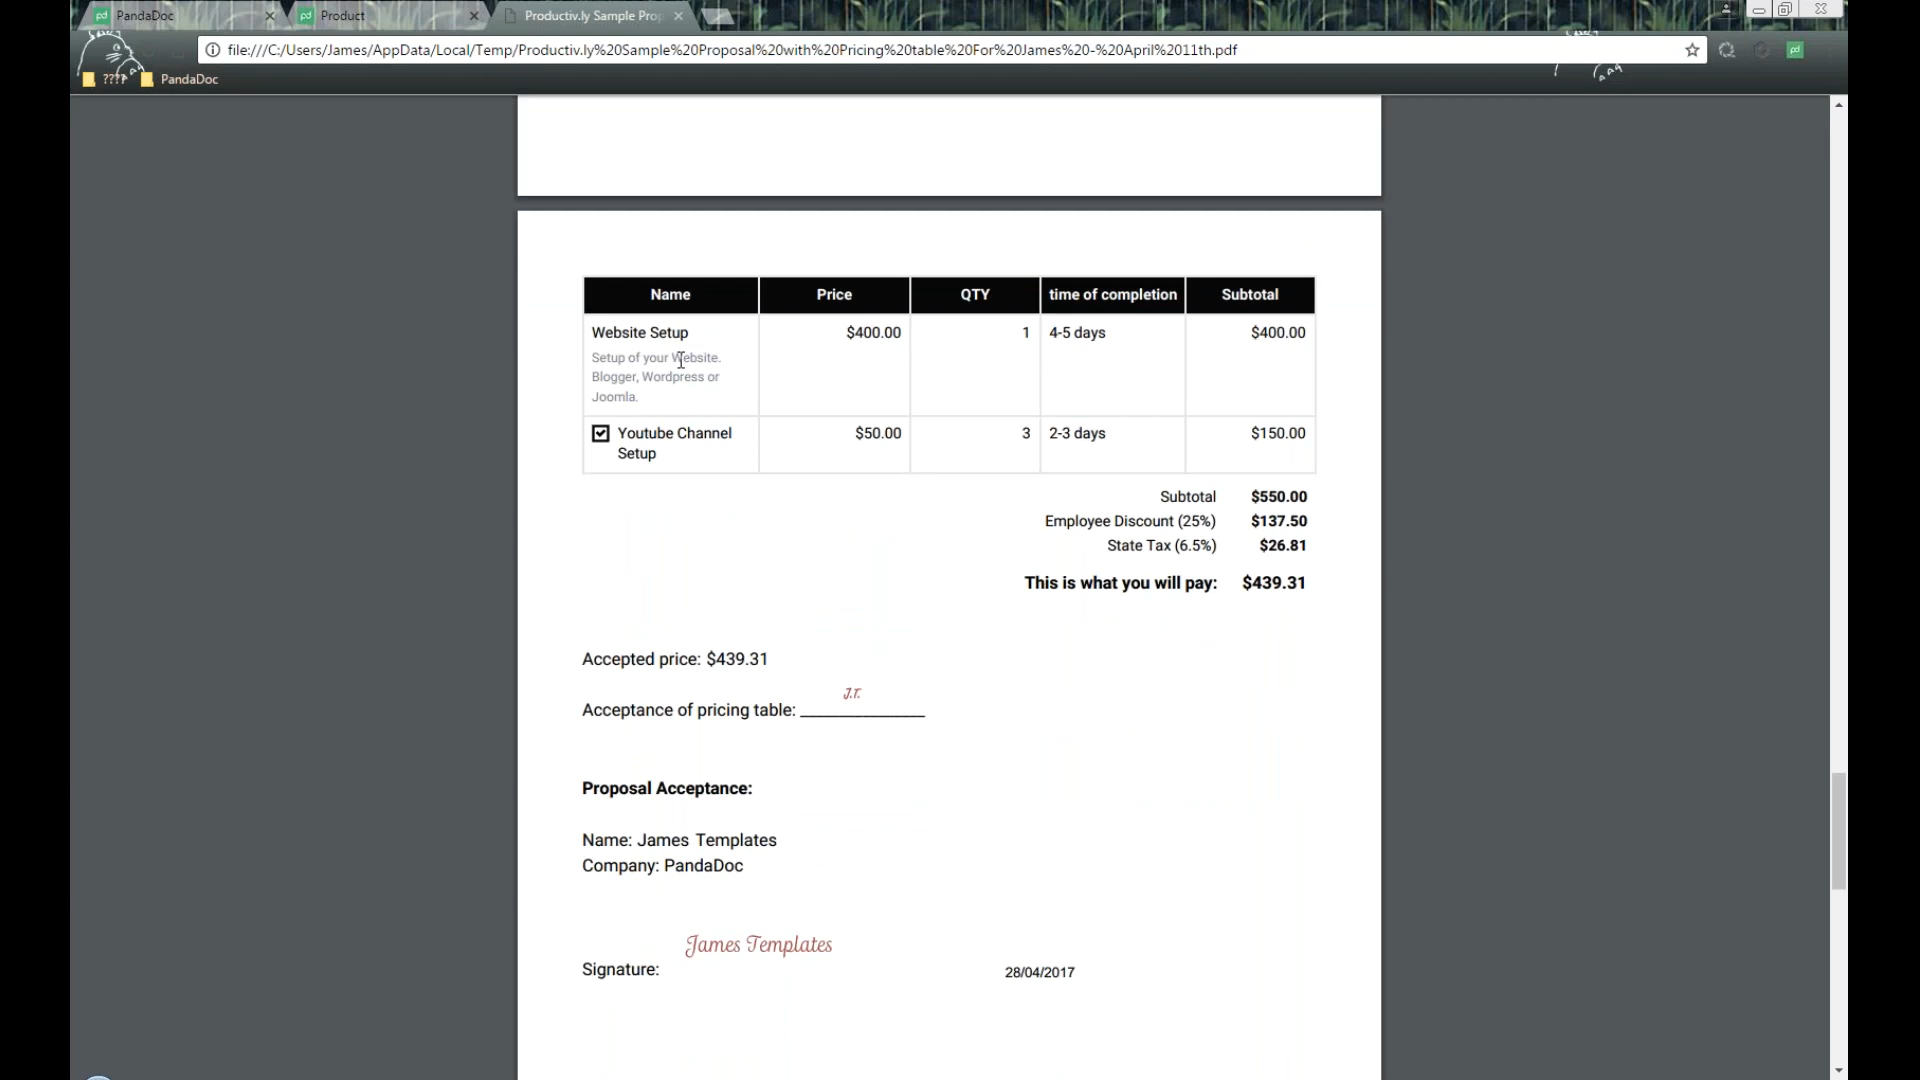 PandaDoc
Product
Productiv.ly Sample Prop
file:///C:/Users/James/AppData/Local/Temp/Productiv.ly%20Sample%20Proposal%20with%20Pricing%20table%20For%20James%20-%20April%2011th.pdf
????
PandaDoc
Name Price QTY time of completion Subtotal
Website Setup $400.00 1 4-5 days $400.00
Setup of your Website.
Blogger, Wordpress or
Joomla.
Youtube Channel $50.00 3 2-3 days $150.00
Setup
Subtotal $550.00
Employee Discount (25%) $137.50
State Tax (6.5%) $26.81
This is what you will pay: $439.31
Accepted price: $439.31
J.T.
Acceptance of pricing table: _______________
Proposal Acceptance:
Name: James Templates
Company: PandaDoc
James Templates
Signature: 28/04/2017